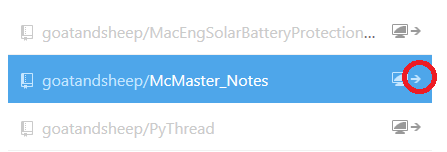 goatandsheep/MacEngSolarBatteryProtection...
goatandsheep/McMaster_Notes
goatandsheep/PyThread